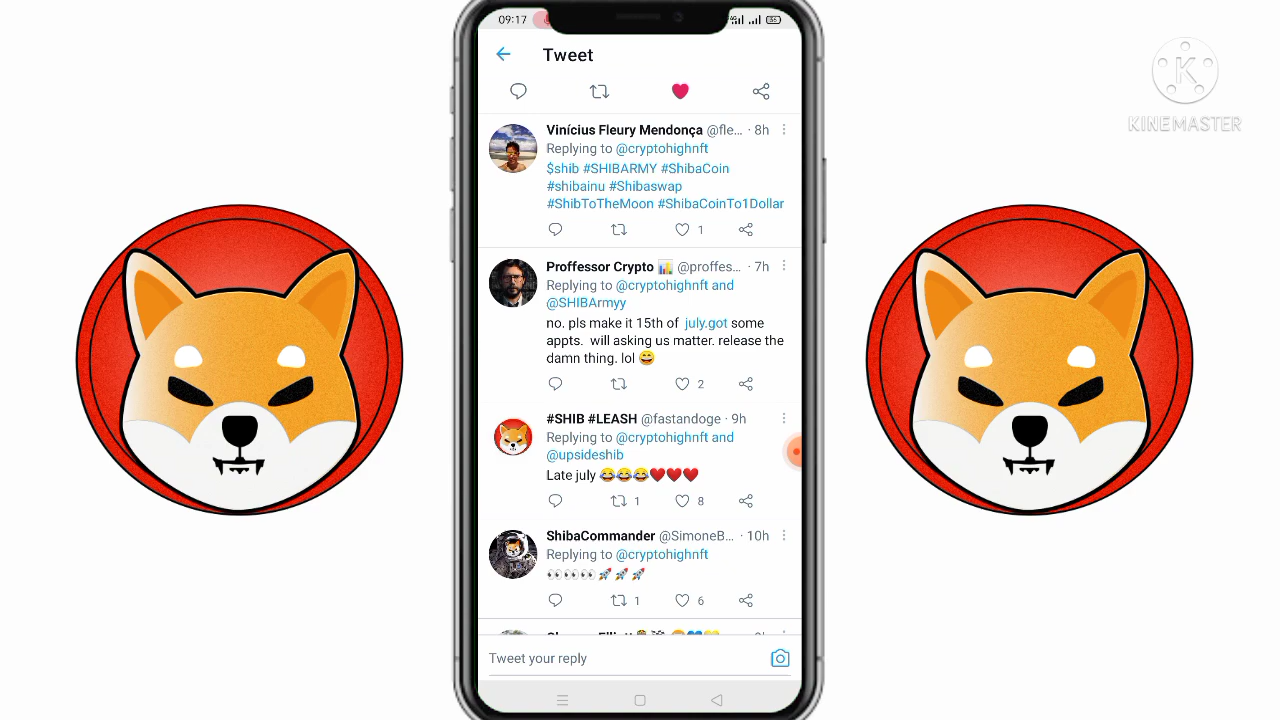 09:17
Tweet
KINEMASTER
Vinícius Fleury Mendonça @fle... · 8h
Replying to @cryptohighnft
$shib #SHIBARMY #ShibaCoin
#shibainu #Shibaswap
#ShibToTheMoon #ShibaCoinTo1Dollar
1
Proffessor Crypto 📊 @proffes... · 7h
Replying to @cryptohighnft and
@SHIBArmyy
no. pls make it 15th of july.got some
appts. will asking us matter. release the
damn thing. lol 😄
2
#SHIB #LEASH @fastandoge · 9h
Replying to @cryptohighnft and
@upsideshib
Late july 😂😂😂❤️❤️❤️
1 8
ShibaCommander @SimoneB... · 10h
Replying to @cryptohighnft
👀👀👀🚀🚀🚀
1 6
Tweet your reply